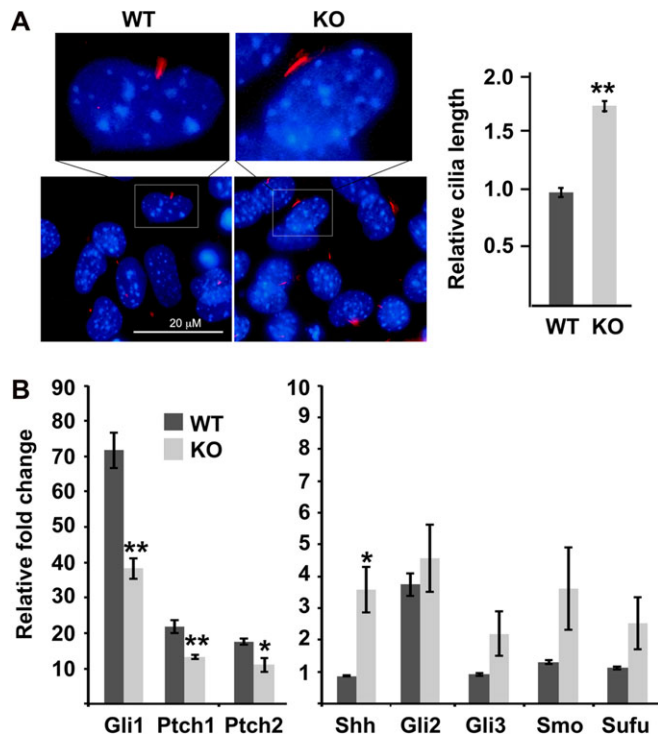 A
WT
KO
20 μM
Relative cilia length
2.0
1.5
1.0
0.5
**
WT
KO
B
Relative fold change
90
80
70
60
50
40
30
20
10
WT
KO
**
**
*
Gli1
Ptch1
Ptch2
10
9
8
7
6
5
4
3
2
1
*
Shh
Gli2
Gli3
Smo
Sufu